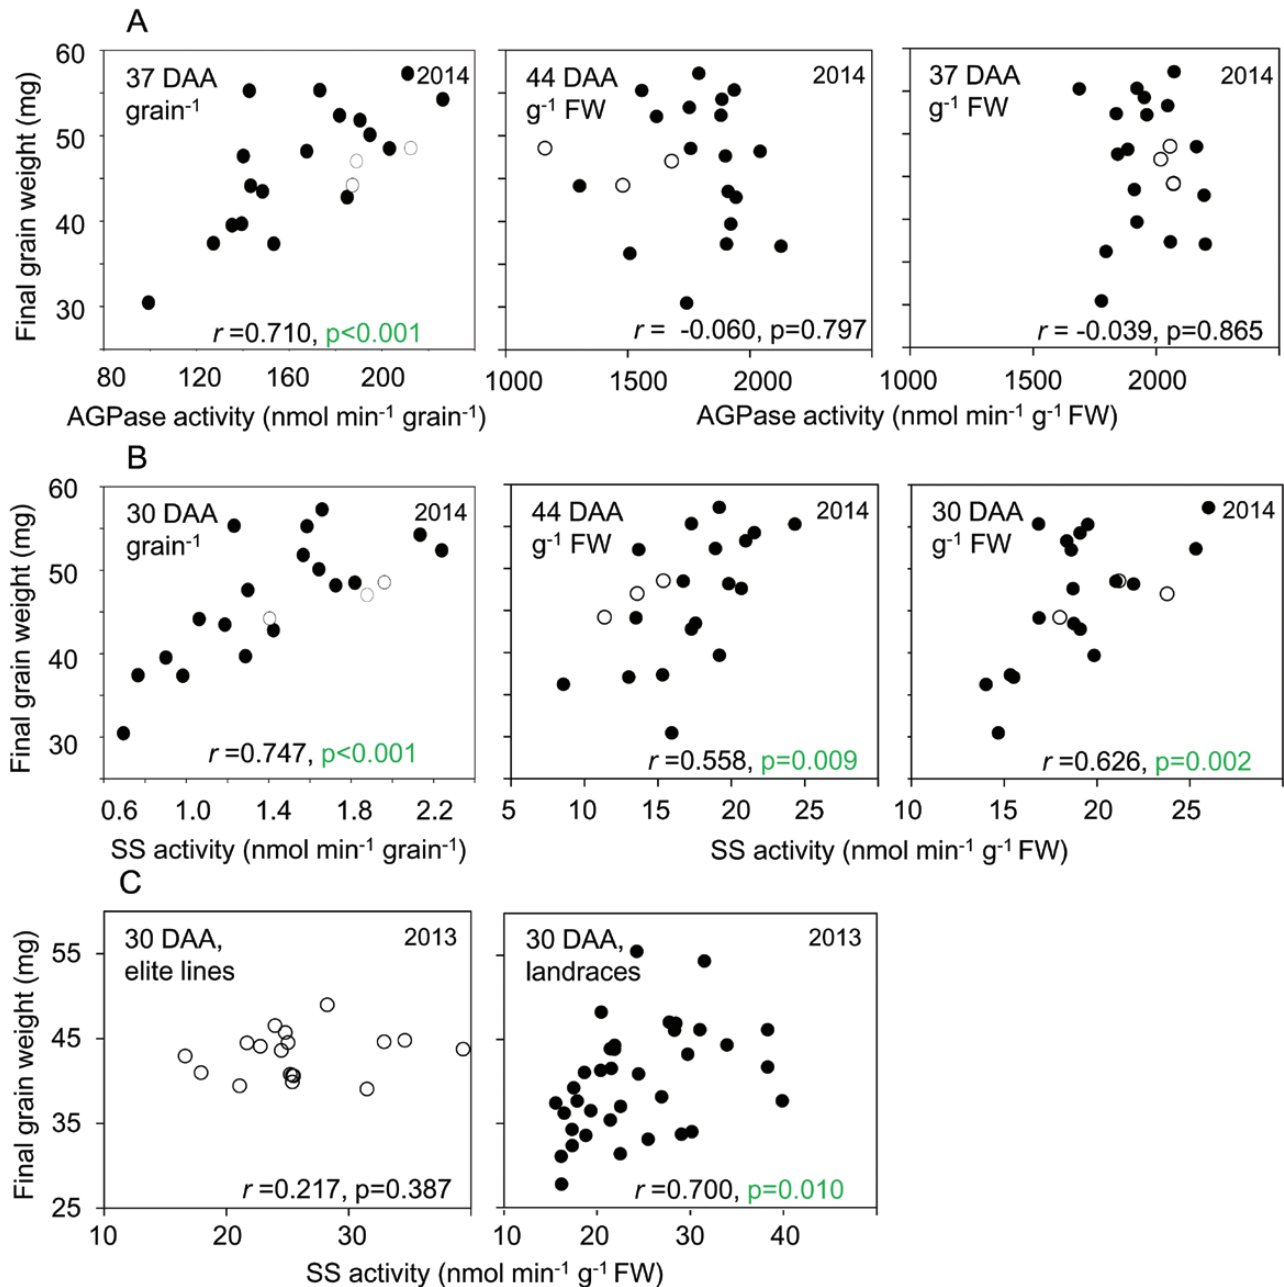 A
60
50
40
30
Final grain weight (mg)
37 DAA
grain⁻¹
2014
r =0.710, p<0.001
80 120 160 200
AGPase activity (nmol min⁻¹ grain⁻¹)
44 DAA
g⁻¹ FW
2014
r = -0.060, p=0.797
1000 1500 2000
37 DAA
g⁻¹ FW
2014
r = -0.039, p=0.865
1000 1500 2000
AGPase activity (nmol min⁻¹ g⁻¹ FW)
B
60
50
40
30
Final grain weight (mg)
30 DAA
grain⁻¹
2014
r =0.747, p<0.001
0.6 1.0 1.4 1.8 2.2
SS activity (nmol min⁻¹ grain⁻¹)
44 DAA
g⁻¹ FW
2014
r =0.558, p=0.009
5 10 15 20 25
30 DAA
g⁻¹ FW
2014
r =0.626, p=0.002
10 15 20 25
SS activity (nmol min⁻¹ g⁻¹ FW)
C
55
45
35
25
Final grain weight (mg)
30 DAA,
elite lines
2013
r =0.217, p=0.387
10 20 30
30 DAA,
landraces
2013
r =0.700, p=0.010
10 20 30 40
SS activity (nmol min⁻¹ g⁻¹ FW)